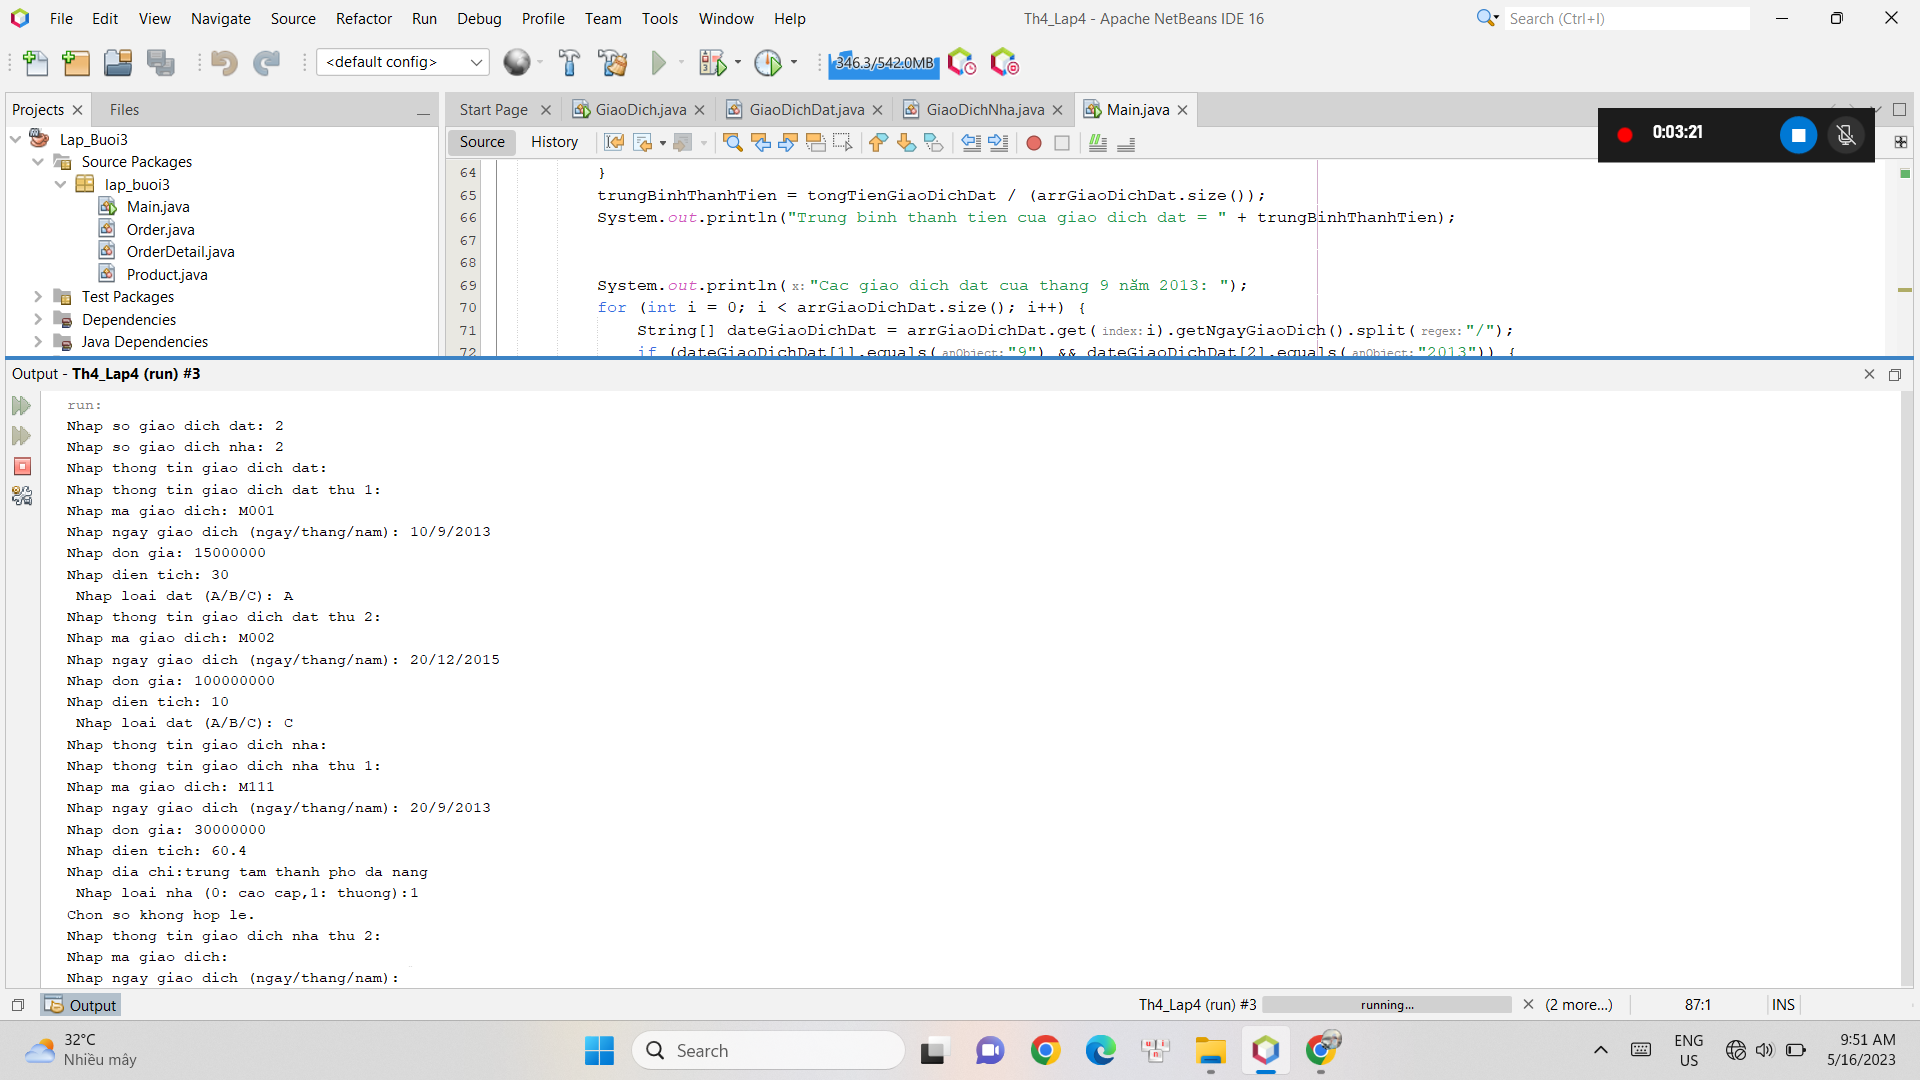 File Edit View Navigate Source Refactor Run Debug Profile Team Tools Window Help
Th4_Lap4 - Apache NetBeans IDE 16
Search (Ctrl+I)
<default config>
346.3/542.0MB
Projects
Files
Start Page
GiaoDich.java
GiaoDichDat.java
GiaoDichNha.java
Main.java
0:03:21
Source
History
Lap_Buoi3
Source Packages
lap_buoi3
Main.java
Order.java
OrderDetail.java
Product.java
Test Packages
Dependencies
Java Dependencies
64 }
65 trungBinhThanhTien = tongTienGiaoDichDat / (arrGiaoDichDat.size());
66 System.out.println("Trung binh thanh tien cua giao dich dat = " + trungBinhThanhTien);
67
68
69 System.out.println(x:"Cac giao dich dat cua thang 9 năm 2013: ");
70 for (int i = 0; i < arrGiaoDichDat.size(); i++) {
71 String[] dateGiaoDichDat = arrGiaoDichDat.get(index:i).getNgayGiaoDich().split(regex:"/");
72 if (dateGiaoDichDat[1].equals(anObject:"9") && dateGiaoDichDat[2].equals(anObject:"2013")) {
Output - Th4_Lap4 (run) #3
run:
Nhap so giao dich dat: 2
Nhap so giao dich nha: 2
Nhap thong tin giao dich dat:
Nhap thong tin giao dich dat thu 1:
Nhap ma giao dich: M001
Nhap ngay giao dich (ngay/thang/nam): 10/9/2013
Nhap don gia: 15000000
Nhap dien tich: 30
Nhap loai dat (A/B/C): A
Nhap thong tin giao dich dat thu 2:
Nhap ma giao dich: M002
Nhap ngay giao dich (ngay/thang/nam): 20/12/2015
Nhap don gia: 100000000
Nhap dien tich: 10
Nhap loai dat (A/B/C): C
Nhap thong tin giao dich nha:
Nhap thong tin giao dich nha thu 1:
Nhap ma giao dich: M111
Nhap ngay giao dich (ngay/thang/nam): 20/9/2013
Nhap don gia: 30000000
Nhap dien tich: 60.4
Nhap dia chi:trung tam thanh pho da nang
Nhap loai nha (0: cao cap,1: thuong):1
Chon so khong hop le.
Nhap thong tin giao dich nha thu 2:
Nhap ma giao dich:
Nhap ngay giao dich (ngay/thang/nam):
Output
Th4_Lap4 (run) #3
running...
(2 more...)
87:1
INS
32°C
Nhiều mây
Search
ENG
US
9:51 AM
5/16/2023